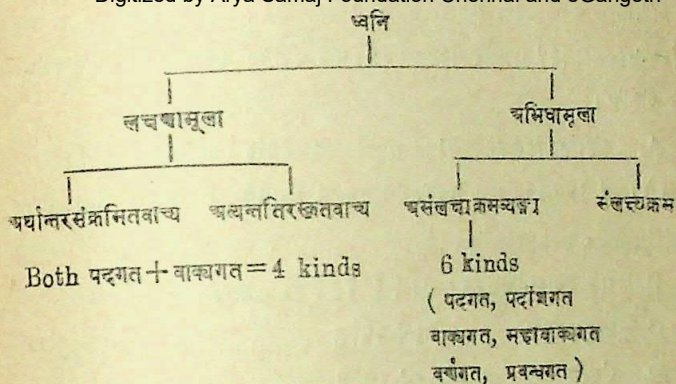 Digitized by Arya Samaj Foundation Chennai and eGangotri
ध्वनि
लक्षणामूला अभिधामूला
अर्थान्तरसंक्रमितवाच्य अत्यन्ततिरस्कृतवाच्य असंलक्ष्यक्रमव्यङ्ग्य संलक्ष्यक्रम
Both पदगत + वाक्यगत = 4 kinds 6 kinds
( पदगत, पदांशगत
वाक्यगत, महावाक्यगत
वर्णगत, प्रबन्धगत )